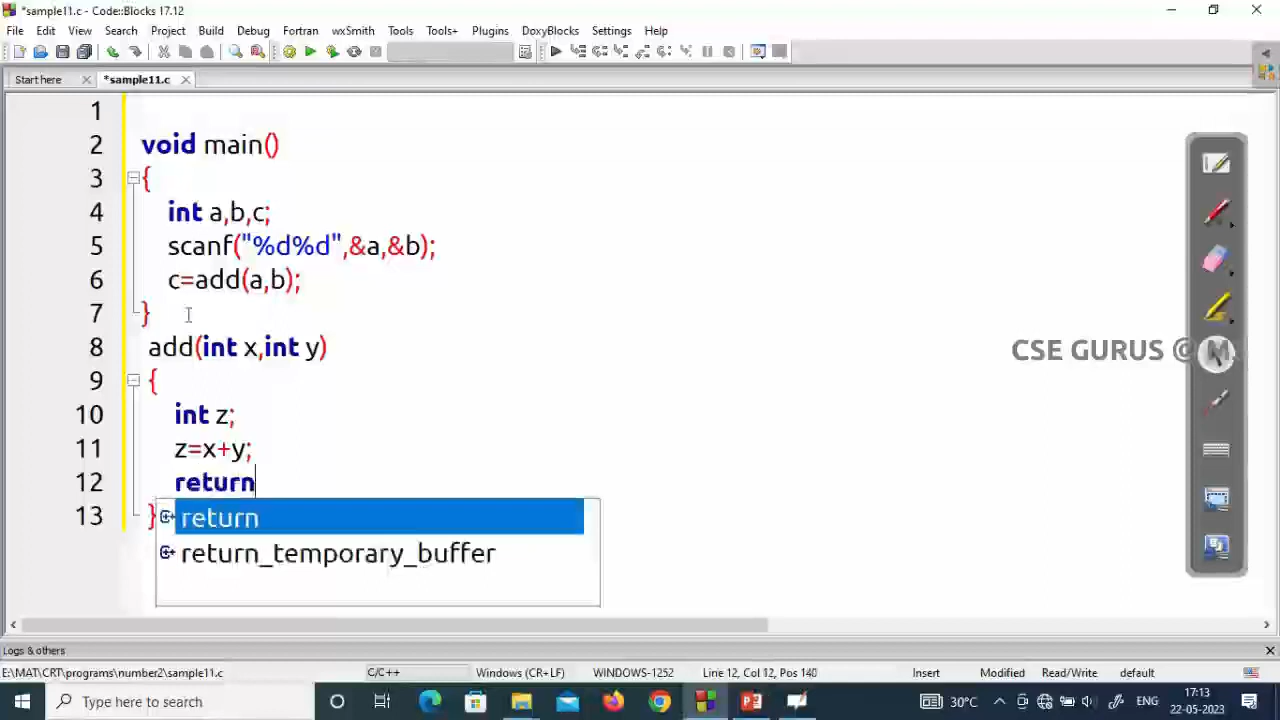 *sample11.c - Code::Blocks 17.12
File Edit View Search Project Build Debug Fortran wxSmith Tools Tools+ Plugins DoxyBlocks Settings Help
Start here *sample11.c
1
2 void main()
3 {
4 int a,b,c;
5 scanf("%d%d",&a,&b);
6 c=add(a,b);
7 }
8 add(int x,int y)
CSE GURUS @
9 {
10 int z;
11 z=x+y;
12 return
13 }
return
return_temporary_buffer
Logs & others
E:\MAT\CRT\programs\number2\sample11.c C/C++ Windows (CR+LF) WINDOWS-1252 Line 12, Col 12, Pos 140 Insert Modified Read/Write default
Type here to search 30°C ENG 17:13
22-05-2023